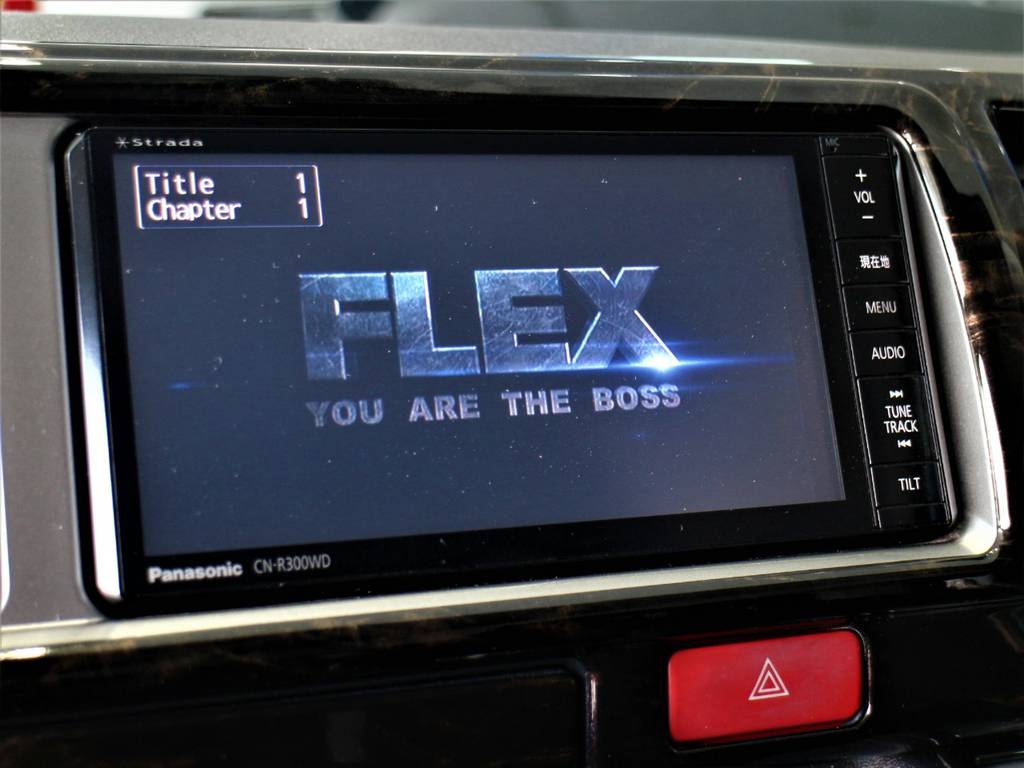 Strada
MIC
Title 1
Chapter 1
FLEX
YOU ARE THE BOSS
+
VOL
−
現在地
MENU
AUDIO
TUNE
TRACK
TILT
Panasonic CN-R300WD